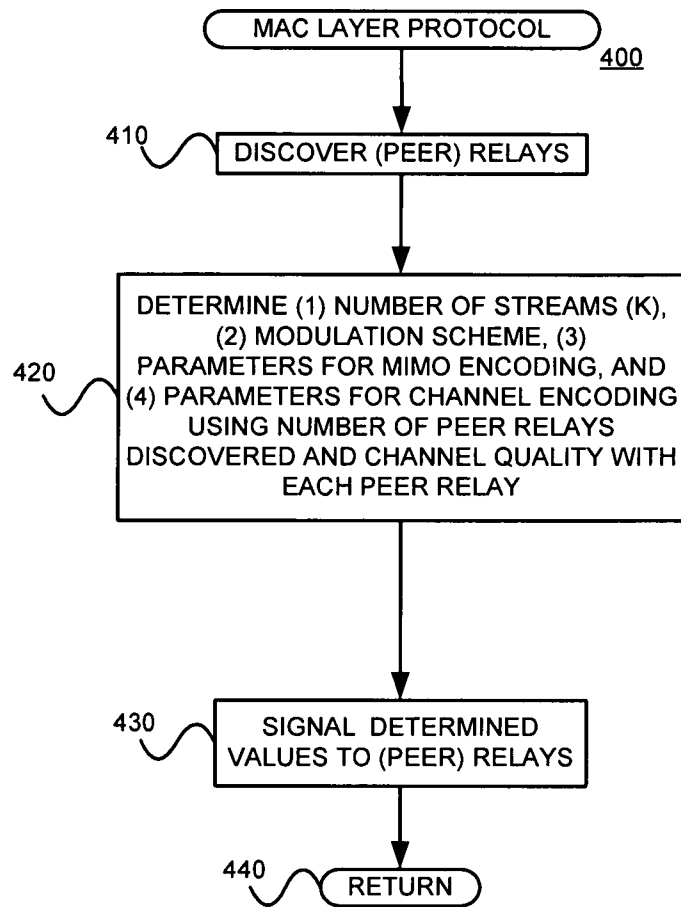 MAC LAYER PROTOCOL
400
410
DISCOVER (PEER) RELAYS
DETERMINE (1) NUMBER OF STREAMS (K),
(2) MODULATION SCHEME, (3)
PARAMETERS FOR MIMO ENCODING, AND
(4) PARAMETERS FOR CHANNEL ENCODING
USING NUMBER OF PEER RELAYS
DISCOVERED AND CHANNEL QUALITY WITH
EACH PEER RELAY
420
430
SIGNAL DETERMINED
VALUES TO (PEER) RELAYS
440
RETURN